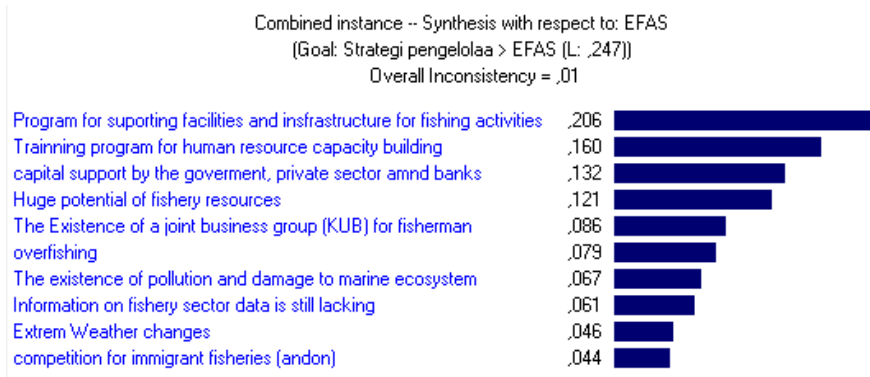 Combined instance -- Synthesis with respect to: EFAS
(Goal: Strategi pengelolaa > EFAS (L: ,247))
Overall Inconsistency = ,01
Program for suporting facilities and insfrastructure for fishing activities ,206
Trainning program for human resource capacity building ,160
capital support by the goverment, private sector amnd banks ,132
Huge potential of fishery resources ,121
The Existence of a joint business group (KUB) for fisherman ,086
overfishing ,079
The existence of pollution and damage to marine ecosystem ,067
Information on fishery sector data is still lacking ,061
Extrem Weather changes ,046
competition for immigrant fisheries (andon) ,044